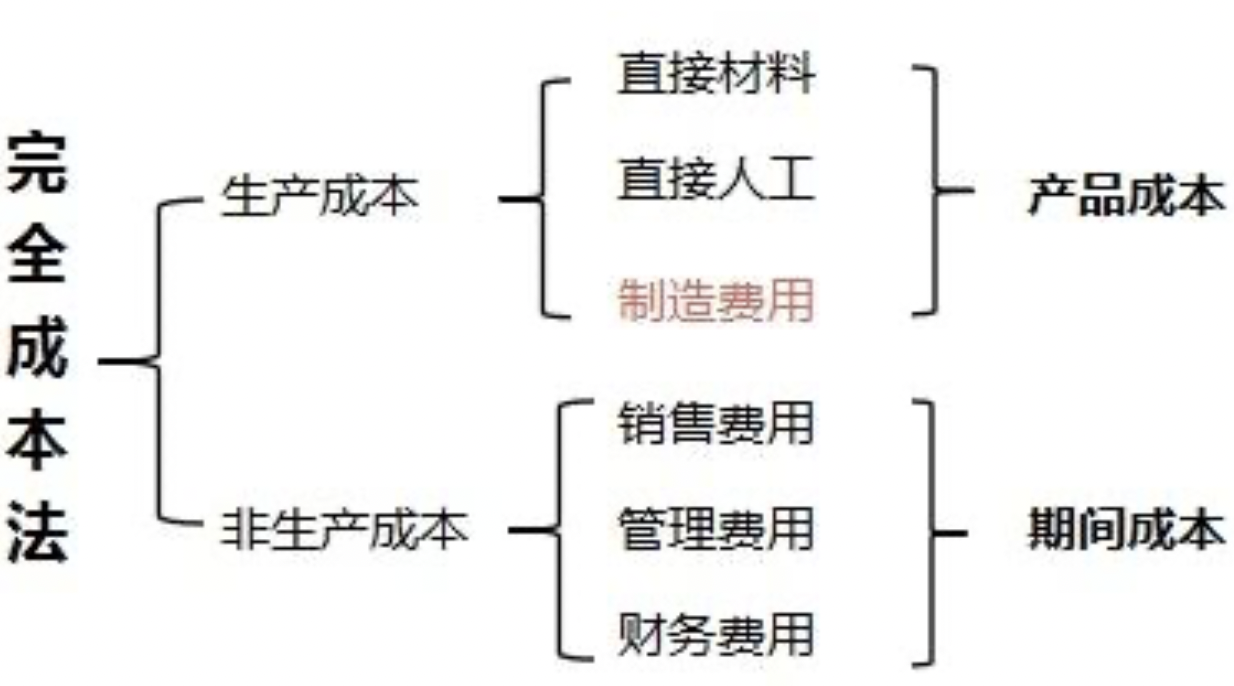 完全成本法
生产成本
直接材料
直接人工
制造费用
产品成本
非生产成本
销售费用
管理费用
财务费用
期间成本